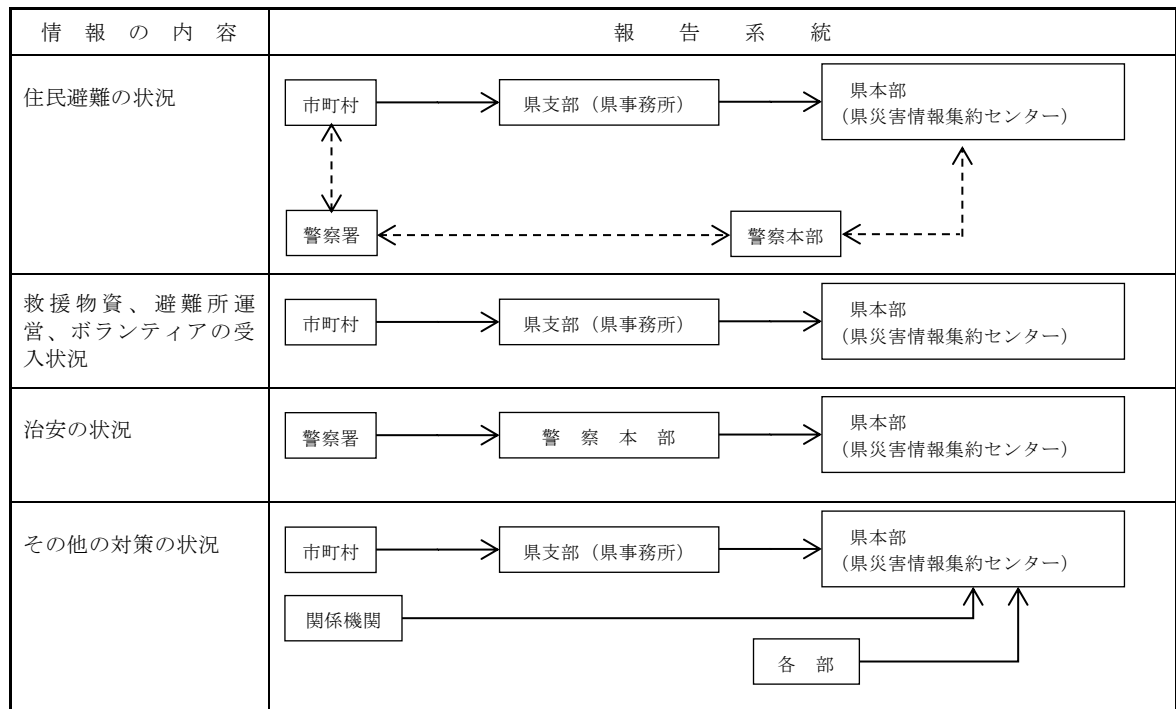 情報の内容
報告系統
住民避難の状況
市町村
県支部（県事務所）
県本部
（県災害情報集約センター）
警察署
警察本部
救援物資、避難所運
営、ボランティアの受
入状況
市町村
県支部（県事務所）
県本部
（県災害情報集約センター）
治安の状況
警察署
警察本部
県本部
（県災害情報集約センター）
その他の対策の状況
市町村
県支部（県事務所）
県本部
（県災害情報集約センター）
関係機関
各部